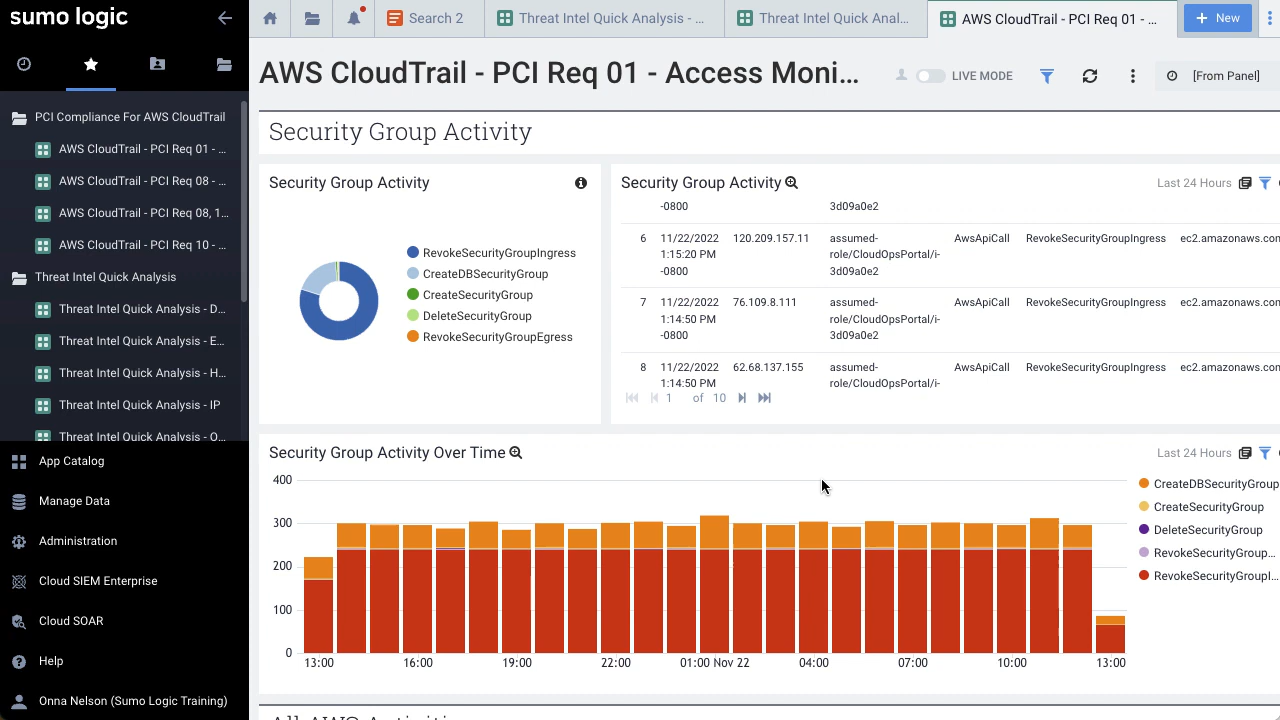 sumo logic
Search 2
Threat Intel Quick Analysis - ...
Threat Intel Quick Anal...
AWS CloudTrail - PCI Req 01 - ...
+ New
AWS CloudTrail - PCI Req 01 - Access Moni...
LIVE MODE
[From Panel]
PCI Compliance For AWS CloudTrail
AWS CloudTrail - PCI Req 01 - ...
AWS CloudTrail - PCI Req 08 - ...
AWS CloudTrail - PCI Req 08, 1...
AWS CloudTrail - PCI Req 10 - ...
Threat Intel Quick Analysis
Threat Intel Quick Analysis - D...
Threat Intel Quick Analysis - E...
Threat Intel Quick Analysis - H...
Threat Intel Quick Analysis - IP
Threat Intel Quick Analysis - O...
App Catalog
Manage Data
Administration
Cloud SIEM Enterprise
Cloud SOAR
Help
Onna Nelson (Sumo Logic Training)
Security Group Activity
Security Group Activity
RevokeSecurityGroupIngress
CreateDBSecurityGroup
CreateSecurityGroup
DeleteSecurityGroup
RevokeSecurityGroupEgress
Security Group Activity
Last 24 Hours
-0800 3d09a0e2
6 11/22/2022 120.209.157.11 assumed- AwsApiCall RevokeSecurityGroupIngress ec2.amazonaws.com
1:15:20 PM role/CloudOpsPortal/i-
-0800 3d09a0e2
7 11/22/2022 76.109.8.111 assumed- AwsApiCall RevokeSecurityGroupIngress ec2.amazonaws.com
1:14:50 PM role/CloudOpsPortal/i-
-0800 3d09a0e2
8 11/22/2022 62.68.137.155 assumed- AwsApiCall RevokeSecurityGroupIngress ec2.amazonaws.com
1:14:50 PM role/CloudOpsPortal/i-
1 of 10
Security Group Activity Over Time
Last 24 Hours
400
300
200
100
0
13:00 16:00 19:00 22:00 01:00 Nov 22 04:00 07:00 10:00 13:00
CreateDBSecurityGroup
CreateSecurityGroup
DeleteSecurityGroup
RevokeSecurityGroup...
RevokeSecurityGroupI...